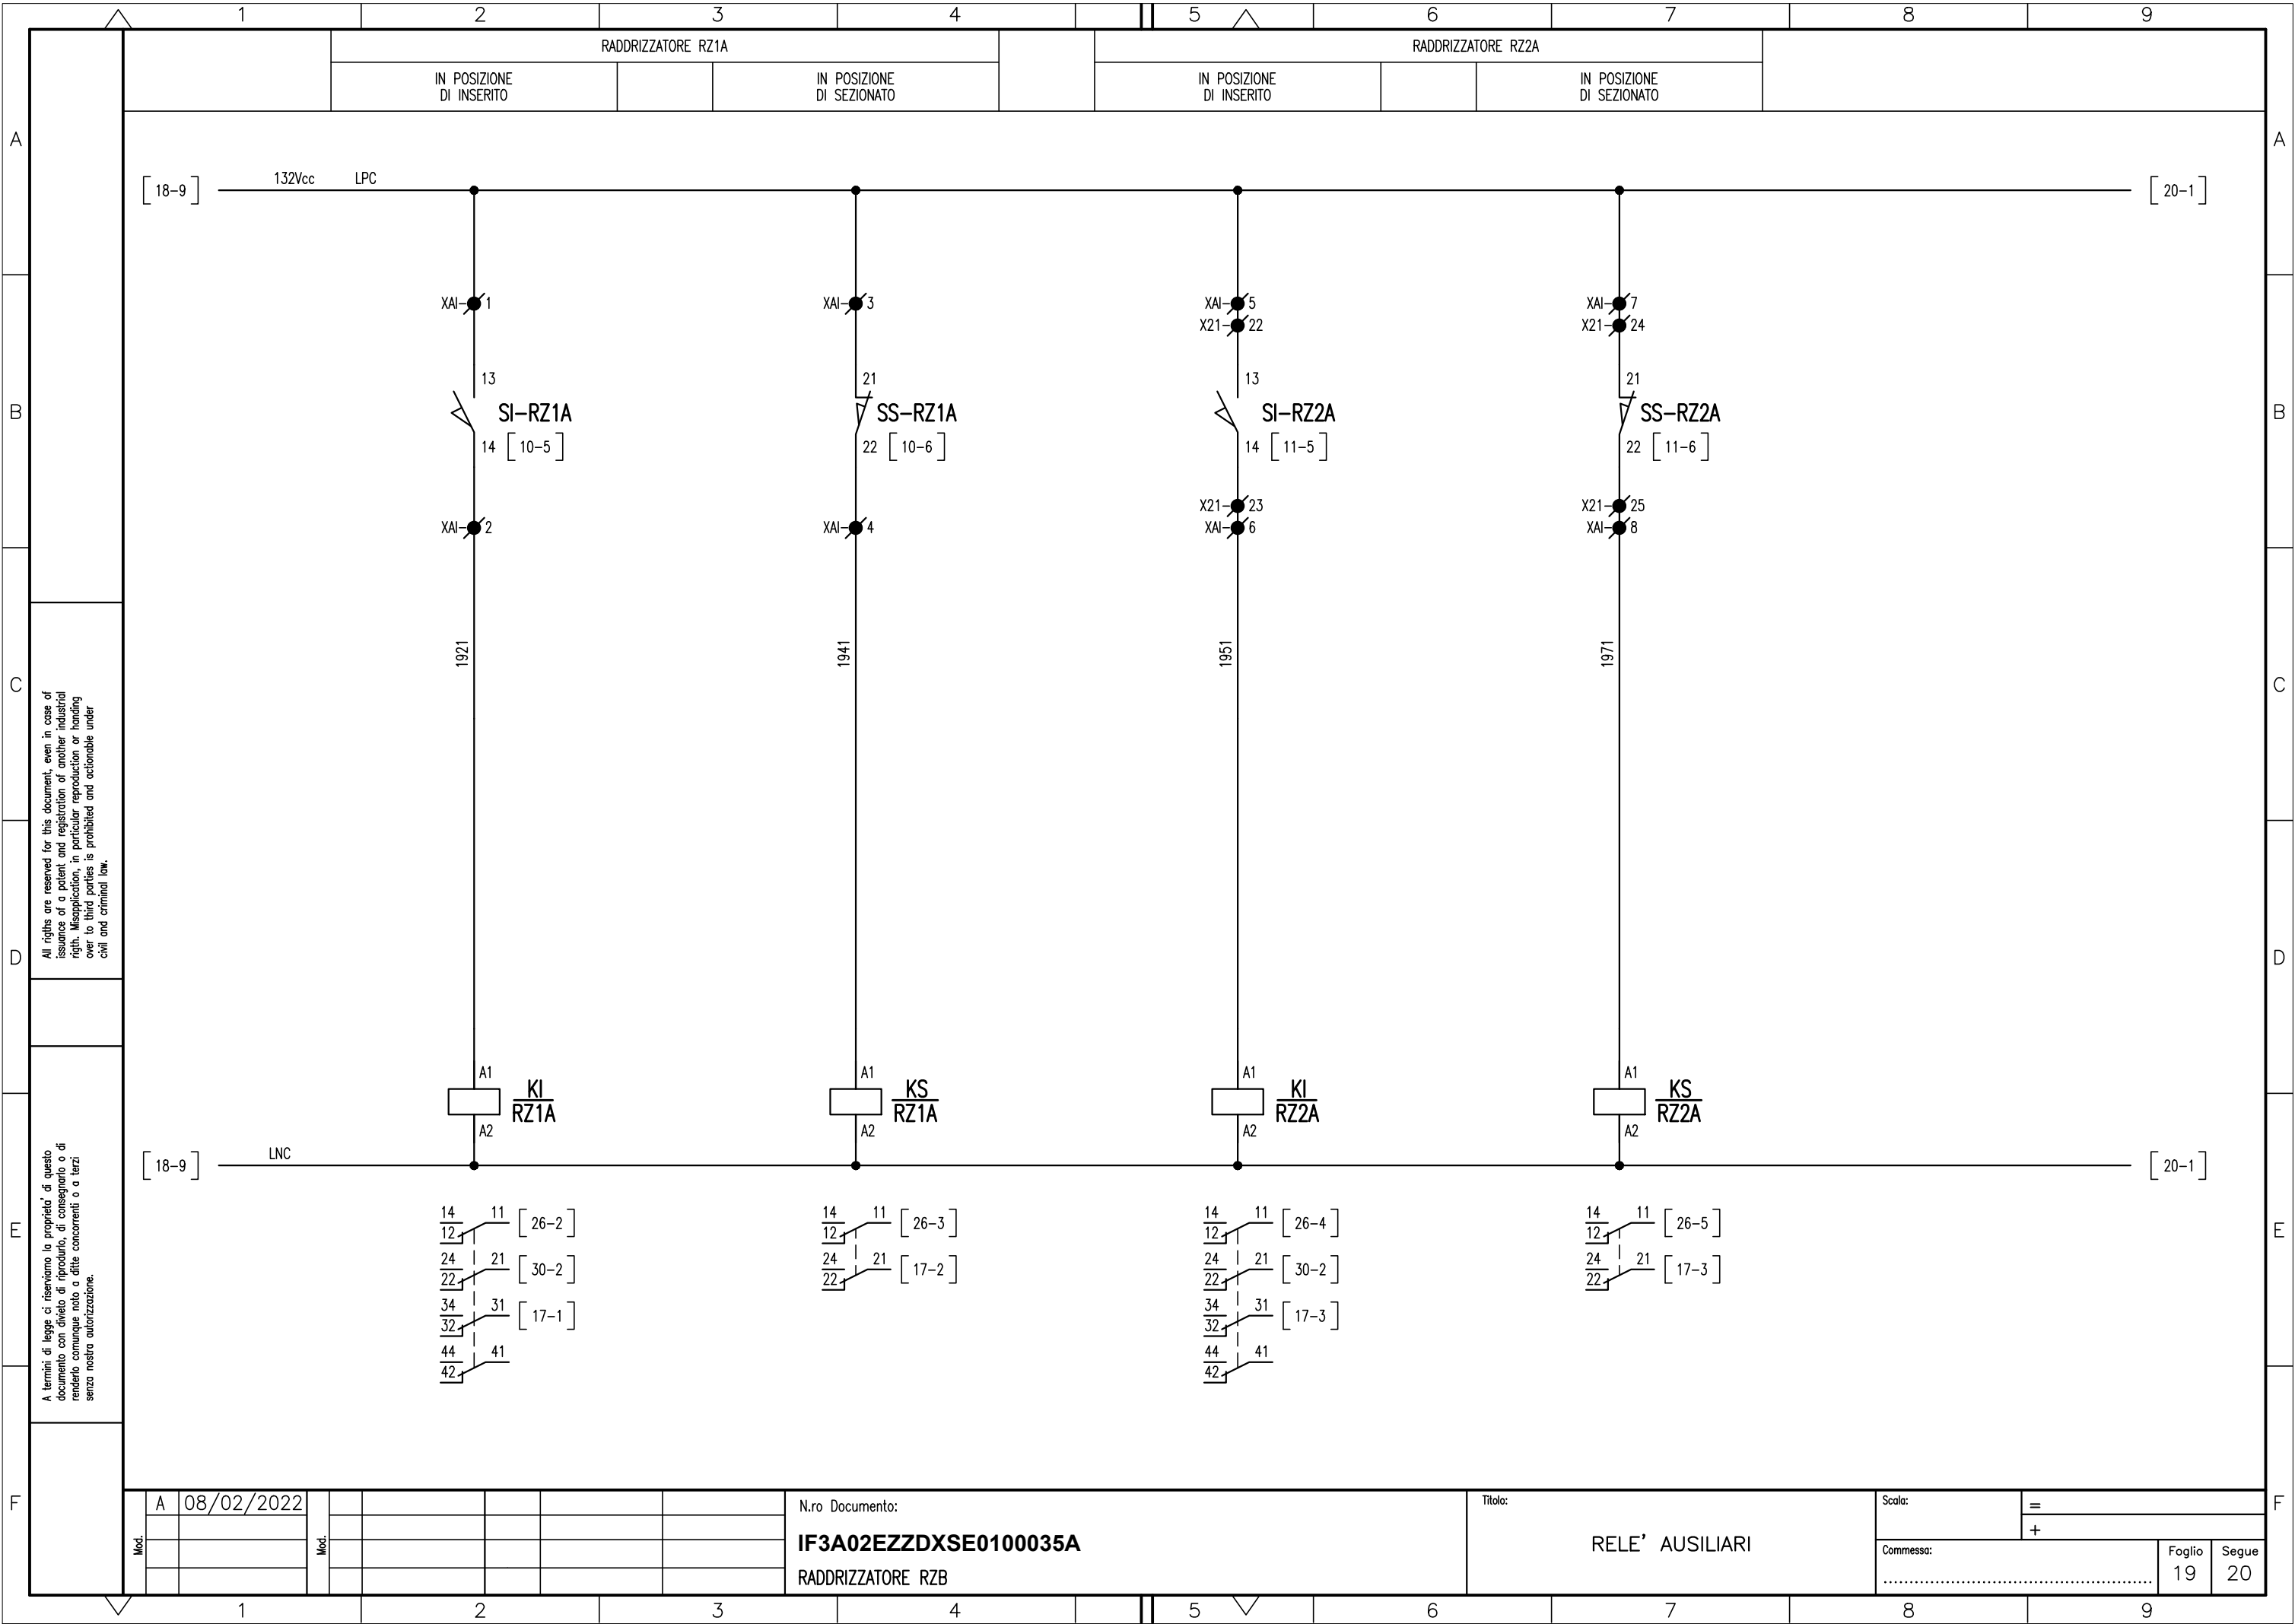 1 2 3 4 5 6 7 8 9
RADDRIZZATORE RZ1A
RADDRIZZATORE RZ2A
IN POSIZIONE
DI INSERITO
IN POSIZIONE
DI SEZIONATO
IN POSIZIONE
DI INSERITO
IN POSIZIONE
DI SEZIONATO
A
A
18-9 132Vcc LPC 20-1
XAI- 1
XAI- 3
XAI- 5
X21- 22
XAI- 7
X21- 24
B
B
13
SI-RZ1A
14 10-5
21
SS-RZ1A
22 10-6
13
SI-RZ2A
14 11-5
21
SS-RZ2A
22 11-6
XAI- 2
XAI- 4
X21- 23
XAI- 6
X21- 25
XAI- 8
1921
1941
1951
1971
C
C
All rigths are reserved for this document, even in case of
issuance of a patent and registration of another industrial
rigth. Misapplication, in particular reproduction or handing
over to third parties is prohibited and actionable under
civil and criminal law.
D
D
A1
KI
RZ1A
A2
A1
KS
RZ1A
A2
A1
KI
RZ2A
A2
A1
KS
RZ2A
A2
18-9 LNC 20-1
A termini di legge ci riserviamo la proprieta' di questo
documento con divieto di riprodurlo, di consegnarlo o di
renderlo comunque noto a ditte concorrenti o a terzi
senza nostra autorizzazione.
E
E
14 11 26-2
12
24 21 30-2
22
34 31 17-1
32
44 41
42
14 11 26-3
12
24 21 17-2
22
14 11 26-4
12
24 21 30-2
22
34 31 17-3
32
44 41
42
14 11 26-5
12
24 21 17-3
22
F
F
A 08/02/2022
Mod.
Mod.
N.ro Documento:
IF3A02EZZDXSE0100035A
RADDRIZZATORE RZB
Titolo:
RELE' AUSILIARI
Scala:
=
+
Commessa:
Foglio
19
Segue
20
1 2 3 4 5 6 7 8 9